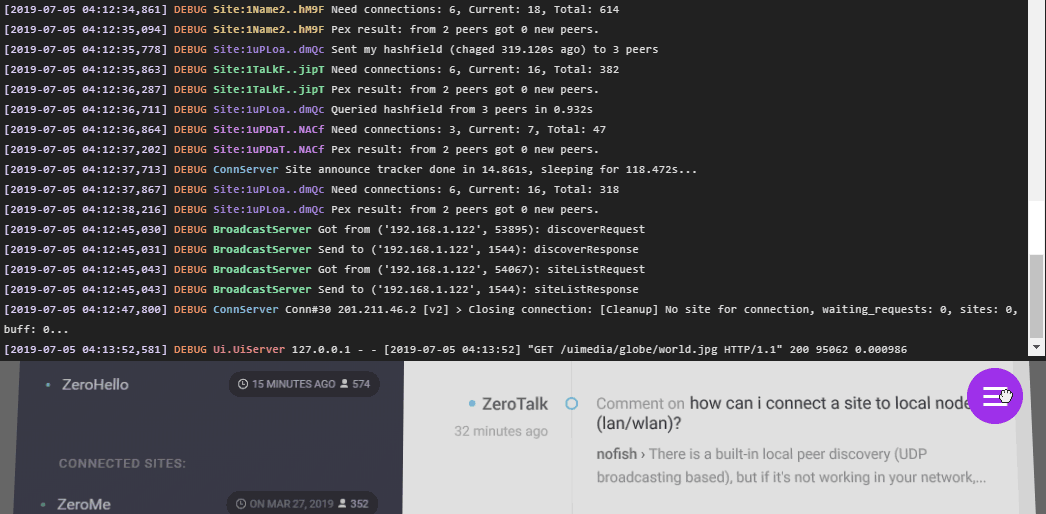 [2019-07-05 04:12:34,861] DEBUG Site:1Name2..hM9F Need connections: 6, Current: 18, Total: 614
[2019-07-05 04:12:35,094] DEBUG Site:1Name2..hM9F Pex result: from 2 peers got 0 new peers.
[2019-07-05 04:12:35,778] DEBUG Site:1uPLoa..dmQc Sent my hashfield (chaged 319.120s ago) to 3 peers
[2019-07-05 04:12:35,863] DEBUG Site:1TaLkF..jipT Need connections: 6, Current: 16, Total: 382
[2019-07-05 04:12:36,287] DEBUG Site:1TaLkF..jipT Pex result: from 2 peers got 0 new peers.
[2019-07-05 04:12:36,711] DEBUG Site:1uPLoa..dmQc Queried hashfield from 3 peers in 0.932s
[2019-07-05 04:12:36,864] DEBUG Site:1uPDaT..NACf Need connections: 3, Current: 7, Total: 47
[2019-07-05 04:12:37,202] DEBUG Site:1uPDaT..NACf Pex result: from 2 peers got 0 new peers.
[2019-07-05 04:12:37,713] DEBUG ConnServer Site announce tracker done in 14.861s, sleeping for 118.472s...
[2019-07-05 04:12:37,867] DEBUG Site:1uPLoa..dmQc Need connections: 6, Current: 16, Total: 318
[2019-07-05 04:12:38,216] DEBUG Site:1uPLoa..dmQc Pex result: from 2 peers got 0 new peers.
[2019-07-05 04:12:45,030] DEBUG BroadcastServer Got from ('192.168.1.122', 53895): discoverRequest
[2019-07-05 04:12:45,031] DEBUG BroadcastServer Send to ('192.168.1.122', 1544): discoverResponse
[2019-07-05 04:12:45,043] DEBUG BroadcastServer Got from ('192.168.1.122', 54067): siteListRequest
[2019-07-05 04:12:45,043] DEBUG BroadcastServer Send to ('192.168.1.122', 1544): siteListResponse
[2019-07-05 04:12:47,800] DEBUG ConnServer Conn#30 201.211.46.2 [v2] > Closing connection: [Cleanup] No site for connection, waiting_requests: 0, sites: 0,
buff: 0...
[2019-07-05 04:13:52,581] DEBUG Ui.UiServer 127.0.0.1 - - [2019-07-05 04:13:52] "GET /uimedia/globe/world.jpg HTTP/1.1" 200 95062 0.000986
ZeroHello 15 MINUTES AGO 574
CONNECTED SITES:
ZeroMe ON MAR 27, 2019 352
ZeroTalk
32 minutes ago
Comment on how can i connect a site to local node
(lan/wlan)?
nofish › There is a built-in local peer discovery (UDP
broadcasting based), but if it's not working in your network,...